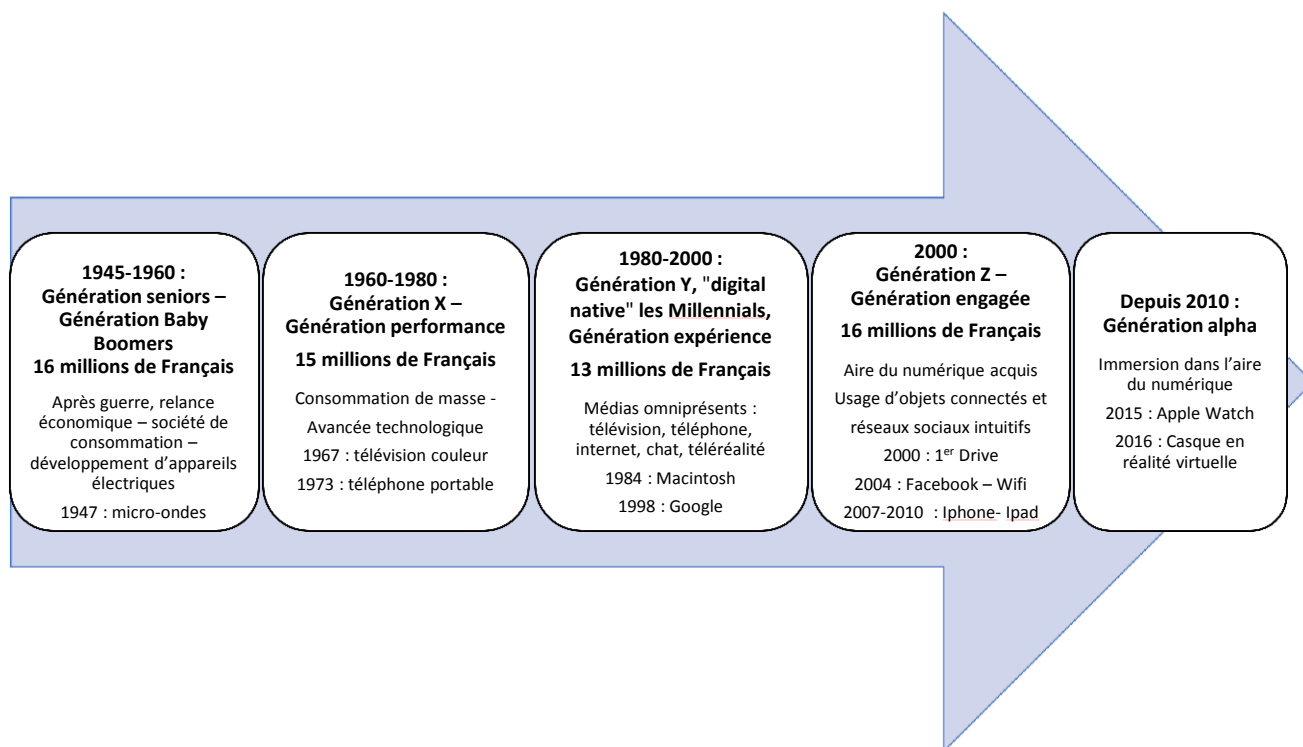 1945-1960 :
Génération seniors –
Génération Baby
Boomers
16 millions de Français
Après guerre, relance
économique – société de
consommation –
développement d'appareils
électriques
1947 : micro-ondes
1960-1980 :
Génération X –
Génération performance
15 millions de Français
Consommation de masse -
Avancée technologique
1967 : télévision couleur
1973 : téléphone portable
1980-2000 :
Génération Y, "digital
native" les Millennials,
Génération expérience
13 millions de Français
Médias omniprésents :
télévision, téléphone,
internet, chat, téléréalité
1984 : Macintosh
1998 : Google
2000 :
Génération Z –
Génération engagée
16 millions de Français
Aire du numérique acquis
Usage d'objets connectés et
réseaux sociaux intuitifs
2000 : 1er Drive
2004 : Facebook – Wifi
2007-2010 : Iphone- Ipad
Depuis 2010 :
Génération alpha
Immersion dans l'aire
du numérique
2015 : Apple Watch
2016 : Casque en
réalité virtuelle